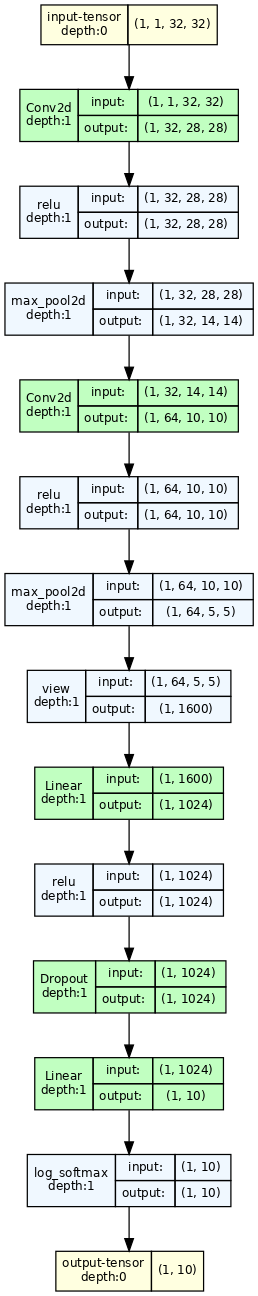 input-tensor
depth:0
(1, 1, 32, 32)
Conv2d
depth:1
input:
(1, 1, 32, 32)
output:
(1, 32, 28, 28)
relu
depth:1
input:
(1, 32, 28, 28)
output:
(1, 32, 28, 28)
max_pool2d
depth:1
input:
(1, 32, 28, 28)
output:
(1, 32, 14, 14)
Conv2d
depth:1
input:
(1, 32, 14, 14)
output:
(1, 64, 10, 10)
relu
depth:1
input:
(1, 64, 10, 10)
output:
(1, 64, 10, 10)
max_pool2d
depth:1
input:
(1, 64, 10, 10)
output:
(1, 64, 5, 5)
view
depth:1
input:
(1, 64, 5, 5)
output:
(1, 1600)
Linear
depth:1
input:
(1, 1600)
output:
(1, 1024)
relu
depth:1
input:
(1, 1024)
output:
(1, 1024)
Dropout
depth:1
input:
(1, 1024)
output:
(1, 1024)
Linear
depth:1
input:
(1, 1024)
output:
(1, 10)
log_softmax
depth:1
input:
(1, 10)
output:
(1, 10)
output-tensor
depth:0
(1, 10)